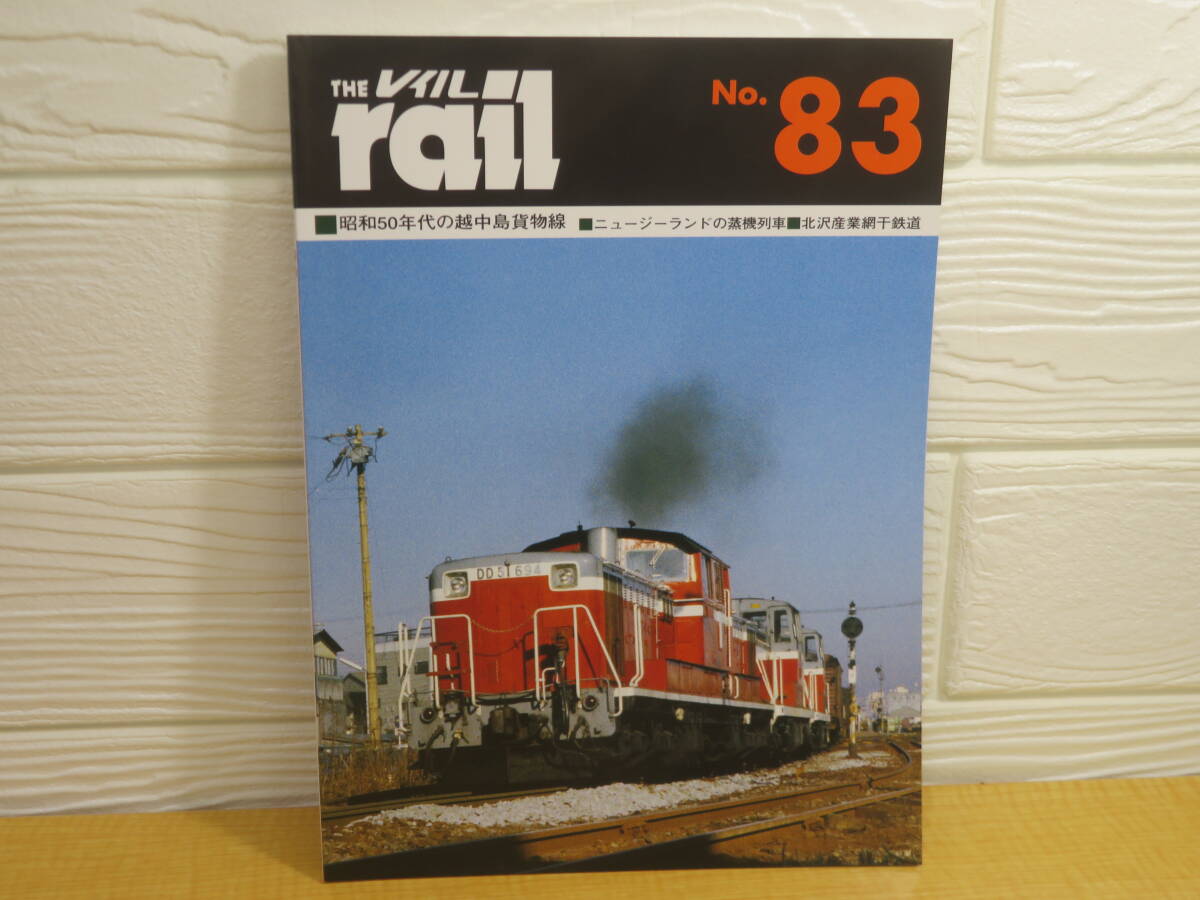 THE レイル
rail
No. 83
■昭和50年代の越中島貨物線 ■ニュージーランドの蒸機列車■北沢産業網干鉄道
DD51 694